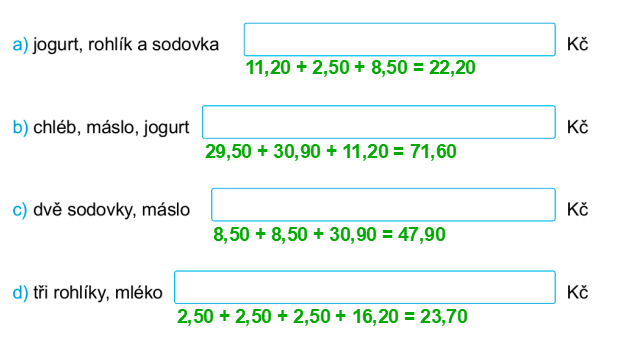 a) jogurt, rohlík a sodovka Kč
11,20 + 2,50 + 8,50 = 22,20
b) chléb, máslo, jogurt Kč
29,50 + 30,90 + 11,20 = 71,60
c) dvě sodovky, máslo Kč
8,50 + 8,50 + 30,90 = 47,90
d) tři rohlíky, mléko Kč
2,50 + 2,50 + 2,50 + 16,20 = 23,70